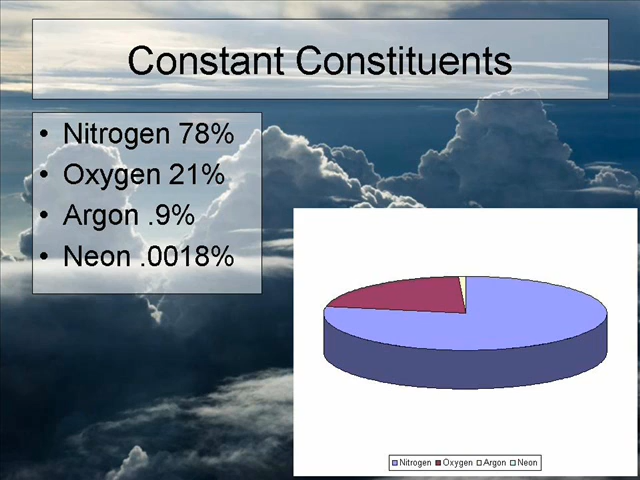 Constant Constituents
• Nitrogen 78%
• Oxygen 21%
• Argon .9%
• Neon .0018%
Nitrogen Oxygen Argon Neon